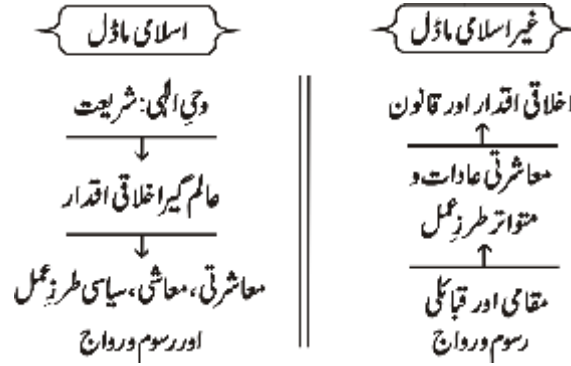 غیر اسلامی ماڈل
اخلاقی اقدار اور قانون
معاشرتی عادات و
متواتر طرزِ عمل
مقامی اور قبائلی
رسوم و رواج
اسلامی ماڈل
وحیِ الٰہی: شریعت
عالم گیر اخلاقی اقدار
معاشرتی، معاشی، سیاسی طرزِ عمل
اور رسوم و رواج